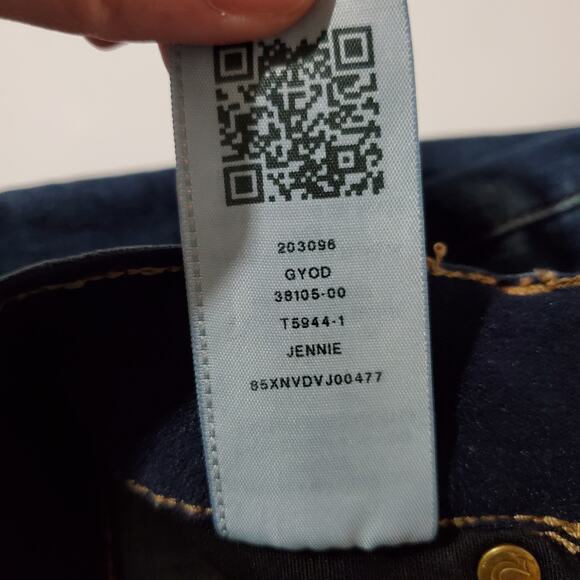 203096
GYOD
38105-00
T5944-1
JENNIE
85XNVDVJ00477